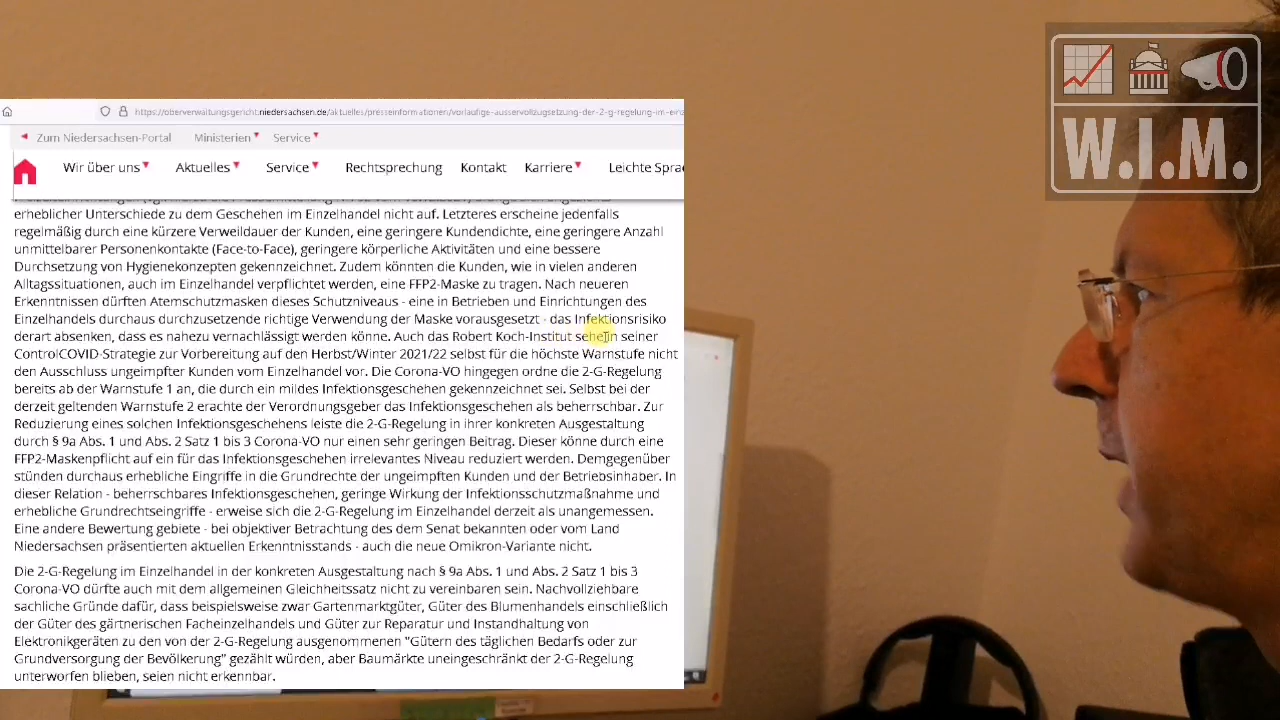 W.I.M.
https://oberverwaltungsgericht.niedersachsen.de/aktuelles/presseinformationen/vorlaufige-ausservollzugsetzung-der-2-g-regelung-im-einz
Zum Niedersachsen-Portal Ministerien Service
Wir über uns Aktuelles Service Rechtsprechung Kontakt Karriere Leichte Sprac
erheblicher Unterschiede zu dem Geschehen im Einzelhandel nicht auf. Letzteres erscheine jedenfalls
regelmäßig durch eine kürzere Verweildauer der Kunden, eine geringere Kundendichte, eine geringere Anzahl
unmittelbarer Personenkontakte (Face-to-Face), geringere körperliche Aktivitäten und eine bessere
Durchsetzung von Hygienekonzepten gekennzeichnet. Zudem könnten die Kunden, wie in vielen anderen
Alltagssituationen, auch im Einzelhandel verpflichtet werden, eine FFP2-Maske zu tragen. Nach neueren
Erkenntnissen dürften Atemschutzmasken dieses Schutzniveaus - eine in Betrieben und Einrichtungen des
Einzelhandels durchaus durchzusetzende richtige Verwendung der Maske vorausgesetzt - das Infektionsrisiko
derart absenken, dass es nahezu vernachlässigt werden könne. Auch das Robert Koch-Institut sehe in seiner
ControlCOVID-Strategie zur Vorbereitung auf den Herbst/Winter 2021/22 selbst für die höchste Warnstufe nicht
den Ausschluss ungeimpfter Kunden vom Einzelhandel vor. Die Corona-VO hingegen ordne die 2-G-Regelung
bereits ab der Warnstufe 1 an, die durch ein mildes Infektionsgeschehen gekennzeichnet sei. Selbst bei der
derzeit geltenden Warnstufe 2 erachte der Verordnungsgeber das Infektionsgeschehen als beherrschbar. Zur
Reduzierung eines solchen Infektionsgeschehens leiste die 2-G-Regelung in ihrer konkreten Ausgestaltung
durch § 9a Abs. 1 und Abs. 2 Satz 1 bis 3 Corona-VO nur einen sehr geringen Beitrag. Dieser könne durch eine
FFP2-Maskenpflicht auf ein für das Infektionsgeschehen irrelevantes Niveau reduziert werden. Demgegenüber
stünden durchaus erhebliche Eingriffe in die Grundrechte der ungeimpften Kunden und der Betriebsinhaber. In
dieser Relation - beherrschbares Infektionsgeschehen, geringe Wirkung der Infektionsschutzmaßnahme und
erhebliche Grundrechtseingriffe - erweise sich die 2-G-Regelung im Einzelhandel derzeit als unangemessen.
Eine andere Bewertung gebiete - bei objektiver Betrachtung des dem Senat bekannten oder vom Land
Niedersachsen präsentierten aktuellen Erkenntnisstands - auch die neue Omikron-Variante nicht.
Die 2-G-Regelung im Einzelhandel in der konkreten Ausgestaltung nach § 9a Abs. 1 und Abs. 2 Satz 1 bis 3
Corona-VO dürfte auch mit dem allgemeinen Gleichheitssatz nicht zu vereinbaren sein. Nachvollziehbare
sachliche Gründe dafür, dass beispielsweise zwar Gartenmarktgüter, Güter des Blumenhandels einschließlich
der Güter des gärtnerischen Facheinzelhandels und Güter zur Reparatur und Instandhaltung von
Elektronikgeräten zu den von der 2-G-Regelung ausgenommenen "Gütern des täglichen Bedarfs oder zur
Grundversorgung der Bevölkerung" gezählt würden, aber Baumärkte uneingeschränkt der 2-G-Regelung
unterworfen blieben, seien nicht erkennbar.